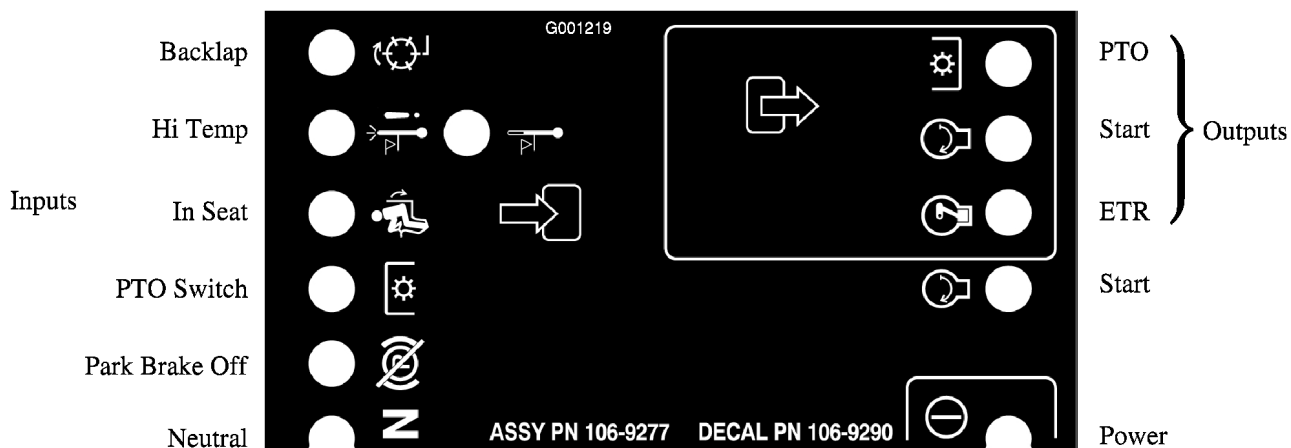 G001219
Backlap
PTO
Hi Temp
Start
Outputs
Inputs
In Seat
ETR
PTO Switch
Start
Park Brake Off
Neutral
N
ASSY PN 106-9277 DECAL PN 106-9290
Power